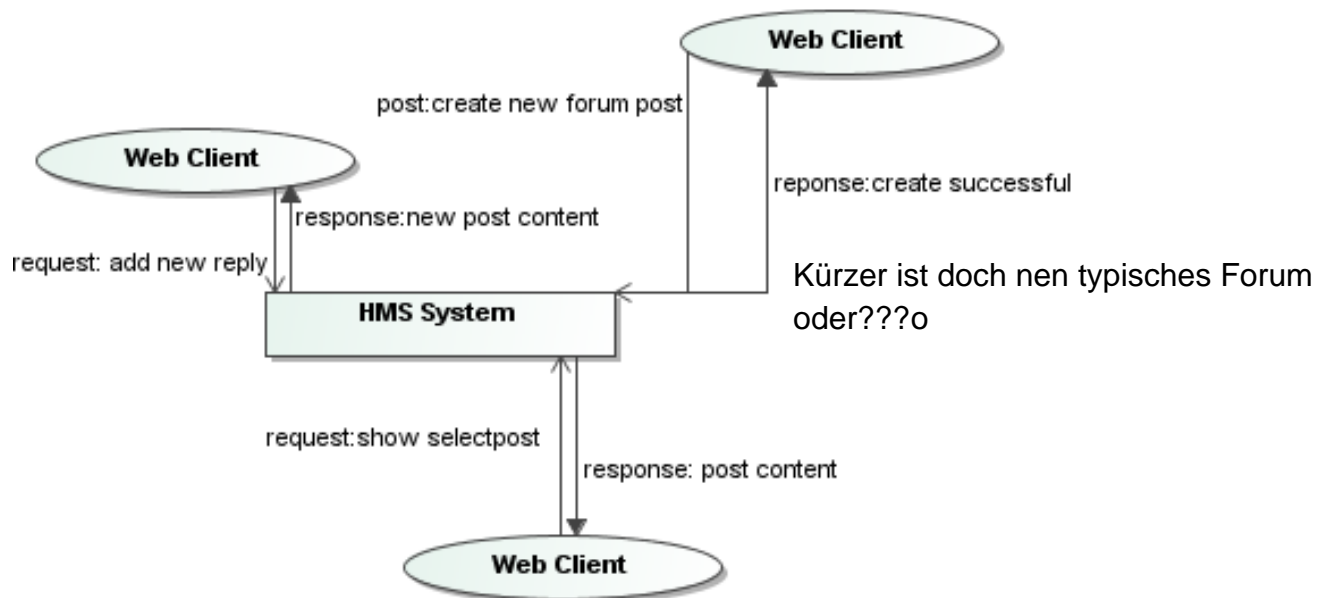 Web Client
post:create new forum post
Web Client
reponse:create successful
response:new post content
request: add new reply
Kürzer ist doch nen typisches Forum
oder???o
HMS System
request:show selectpost
response: post content
Web Client